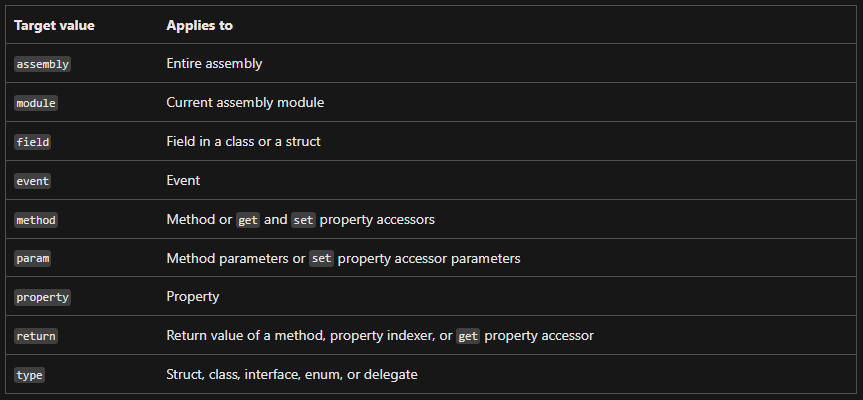 Target value Applies to
assembly Entire assembly
module Current assembly module
field Field in a class or a struct
event Event
method Method or get and set property accessors
param Method parameters or set property accessor parameters
property Property
return Return value of a method, property indexer, or get property accessor
type Struct, class, interface, enum, or delegate